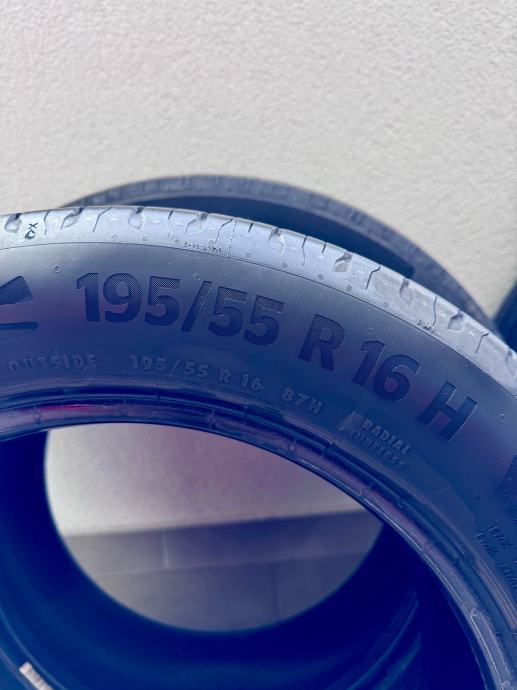 195/55 R 16 H
OUTSIDE 195/55 R 16 87H
RADIAL
TUBELESS